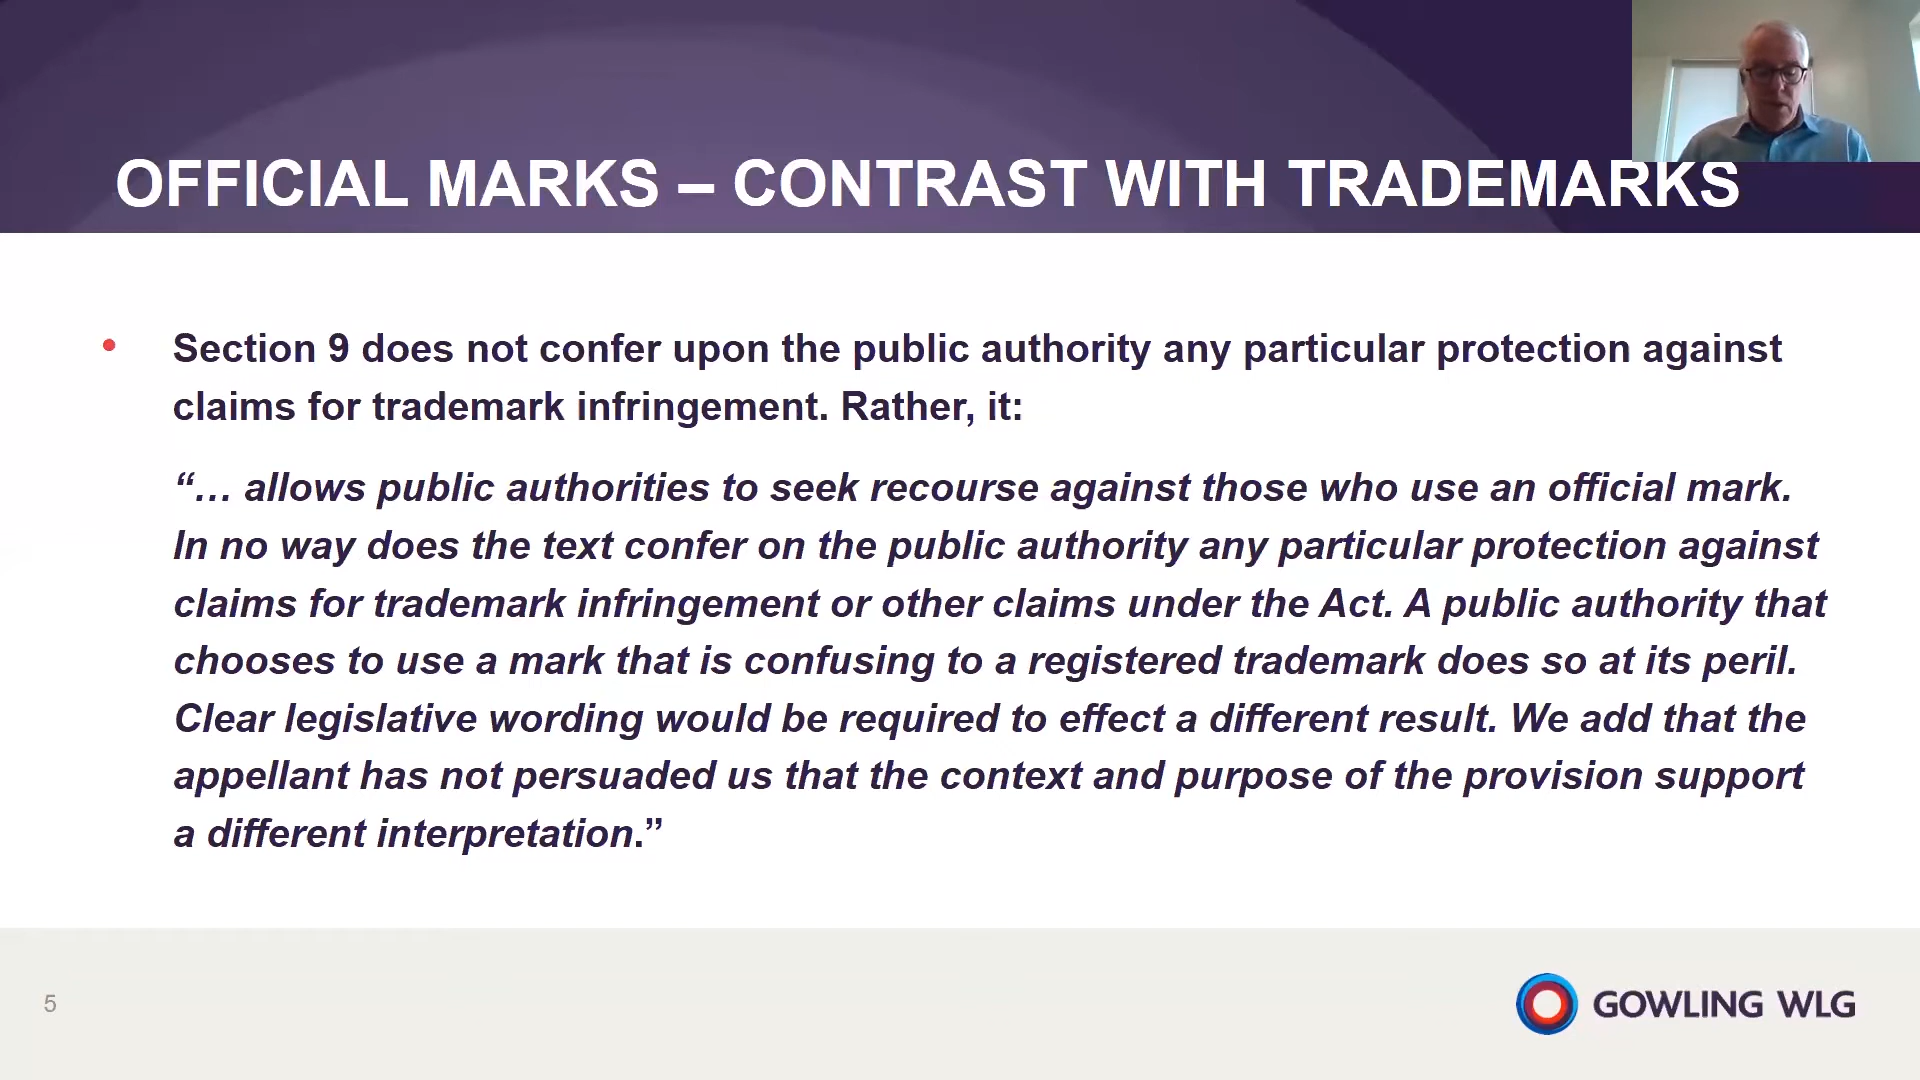 OFFICIAL MARKS – CONTRAST WITH TRADEMARKS
• Section 9 does not confer upon the public authority any particular protection against
claims for trademark infringement. Rather, it:
“… allows public authorities to seek recourse against those who use an official mark.
In no way does the text confer on the public authority any particular protection against
claims for trademark infringement or other claims under the Act. A public authority that
chooses to use a mark that is confusing to a registered trademark does so at its peril.
Clear legislative wording would be required to effect a different result. We add that the
appellant has not persuaded us that the context and purpose of the provision support
a different interpretation.”
5
GOWLING WLG